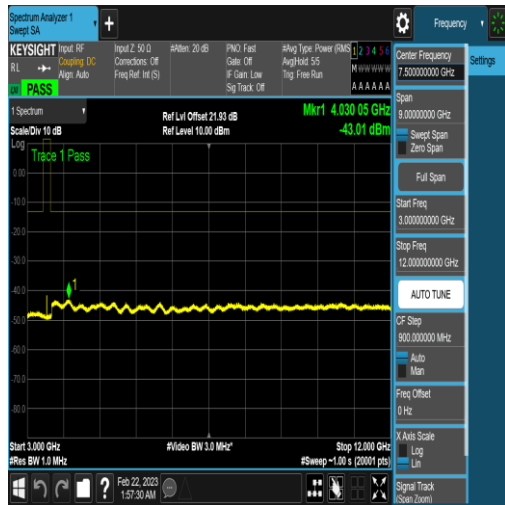 Spectrum Analyzer 1
Swept SA
Frequency
KEYSIGHT
RL
PASS
Input: RF
Coupling: DC
Align: Auto
Input Z: 50 Ω
Corrections: Off
Freq Ref: Int (S)
#Atten: 20 dB
PNO: Fast
Gate: Off
IF Gain: Low
Sig Track: Off
#Avg Type: Power (RMS
Avg|Hold: 5/5
Trig: Free Run
1 2 3 4 5 6
M W W W W W
A A A A A A
1 Spectrum
Scale/Div 10 dB
Log
Ref Lvl Offset 21.93 dB
Ref Level 10.00 dBm
Mkr1 4.030 05 GHz
-43.01 dBm
Trace 1 Pass
0.00
-10.0
-20.0
-30.0
-40.0
-50.0
-60.0
-70.0
-80.0
1
Start 3.000 GHz
#Res BW 1.0 MHz
#Video BW 3.0 MHz*
Stop 12.000 GHz
#Sweep ~1.00 s (20001 pts)
Feb 22, 2023
1:57:30 AM
Center Frequency
7.500000000 GHz
Settings
Span
9.00000000 GHz
Swept Span
Zero Span
Full Span
Start Freq
3.000000000 GHz
Stop Freq
12.000000000 GHz
AUTO TUNE
CF Step
900.000000 MHz
Auto
Man
Freq Offset
0 Hz
X Axis Scale
Log
Lin
Signal Track
(Span Zoom)